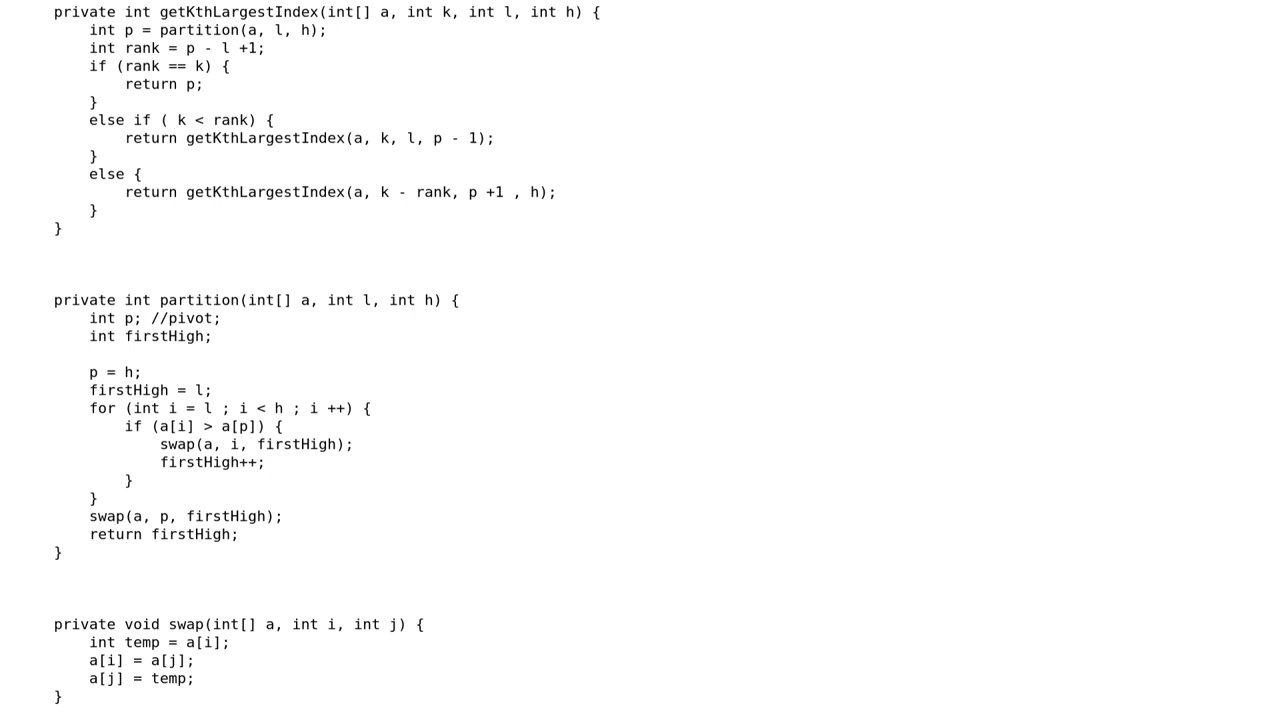 private int getKthLargestIndex(int[] a, int k, int l, int h) {
    int p = partition(a, l, h);
    int rank = p - l +1;
    if (rank == k) {
        return p;
    }
    else if ( k < rank) {
        return getKthLargestIndex(a, k, l, p - 1);
    }
    else {
        return getKthLargestIndex(a, k - rank, p +1 , h);
    }
}
private int partition(int[] a, int l, int h) {
    int p; //pivot;
    int firstHigh;
    p = h;
    firstHigh = l;
    for (int i = l ; i < h ; i ++) {
        if (a[i] > a[p]) {
            swap(a, i, firstHigh);
            firstHigh++;
        }
    }
    swap(a, p, firstHigh);
    return firstHigh;
}
private void swap(int[] a, int i, int j) {
    int temp = a[i];
    a[i] = a[j];
    a[j] = temp;
}